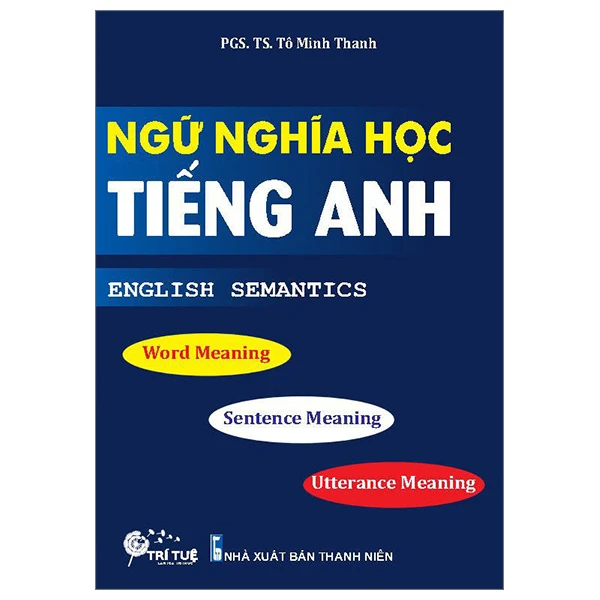 PGS. TS. Tô Minh Thanh
NGỮ NGHĨA HỌC
TIẾNG ANH
ENGLISH SEMANTICS
Word Meaning
Sentence Meaning
Utterance Meaning
TRÍ TUỆ
NHÀ XUẤT BẢN THANH NIÊN